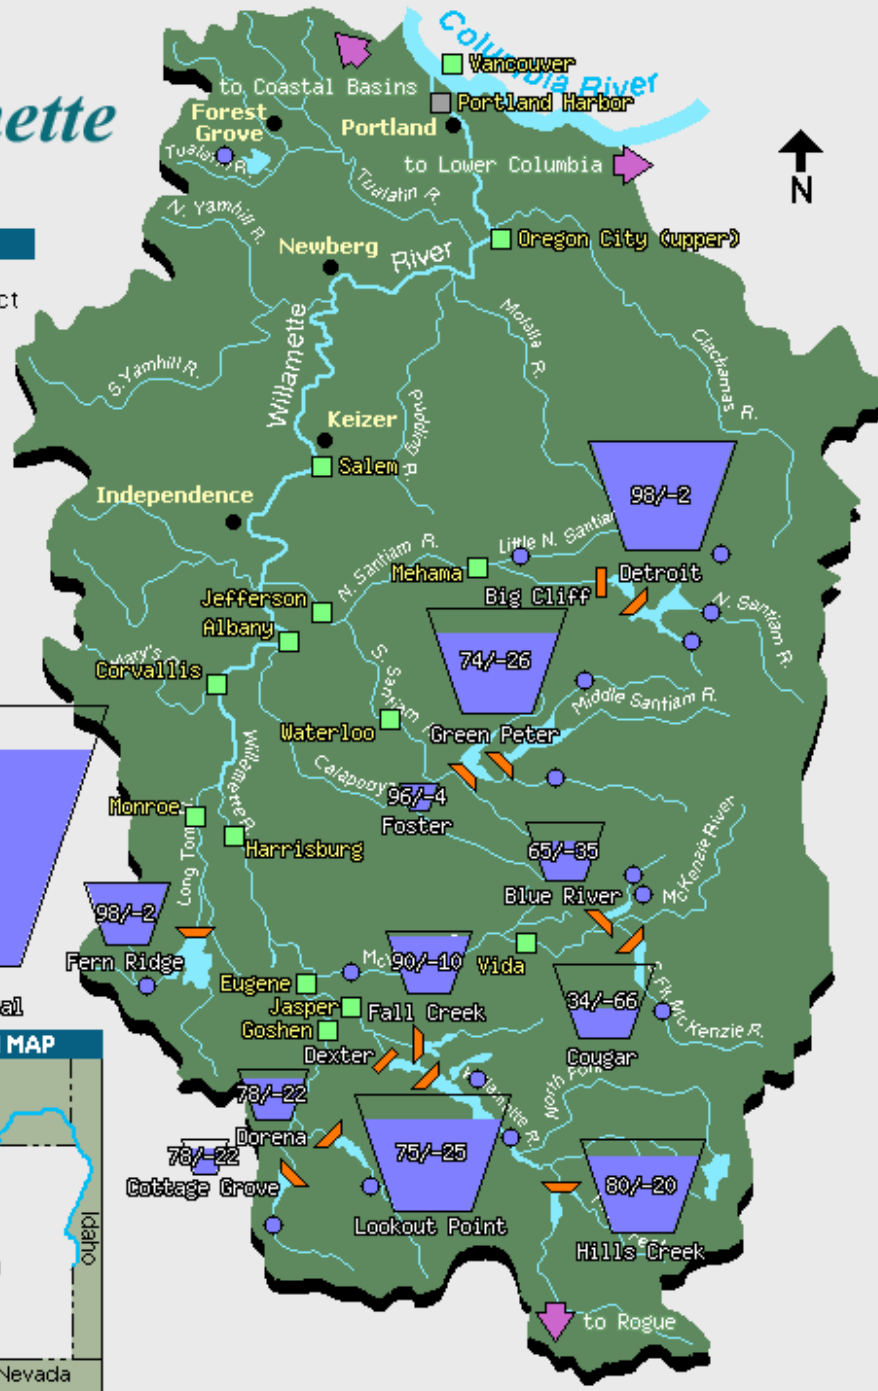 Columbia River
Vancouver
to Coastal Basins
Portland Harbor
Forest
Grove
Portland
Tualatin R.
to Lower Columbia
Tualatin R.
N
N. Yamhill R.
Oregon City (upper)
Newberg
River
Willamette
Molalla R.
Clackamas R.
S. Yamhill R.
Pudding R.
Keizer
Salem
Independence
98/-2
Little N. Santiam
N. Santiam R.
Mehama
Detroit
Big Cliff
Jefferson
N. Santiam R.
Albany
74/-26
Corvallis
S. Santiam
Middle Santiam R.
Waterloo
Green Peter
Willamette R.
Calapooya
96/-4
Foster
Monroe
McKenzie River
Harrisburg
65/-35
Long Tom
Blue River
98/-2
Fern Ridge
90/-10
Vida
Eugene
34/-66
Jasper
Fall Creek
S. Fk. McKenzie R.
Goshen
Cougar
MAP
Dexter
North Fork
78/-22
Dorena
75/-25
78/-22
80/-20
Cottage Grove
Lookout Point
Hills Creek
Idaho
to Rogue
Nevada